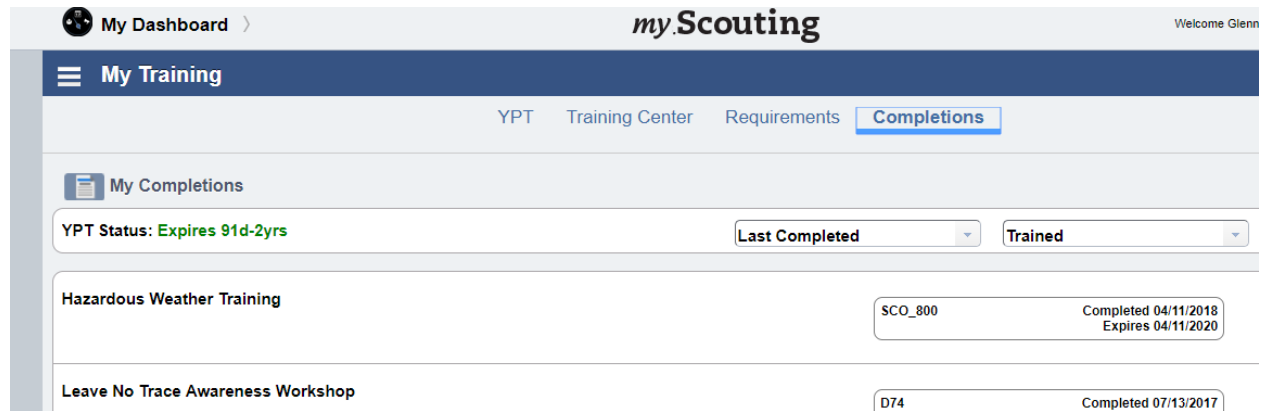 My Dashboard
my.Scouting
Welcome Glenn
My Training
YPT Training Center Requirements Completions
My Completions
YPT Status: Expires 91d-2yrs Last Completed Trained
Hazardous Weather Training
SCO_800 Completed 04/11/2018
Expires 04/11/2020
Leave No Trace Awareness Workshop
D74 Completed 07/13/2017